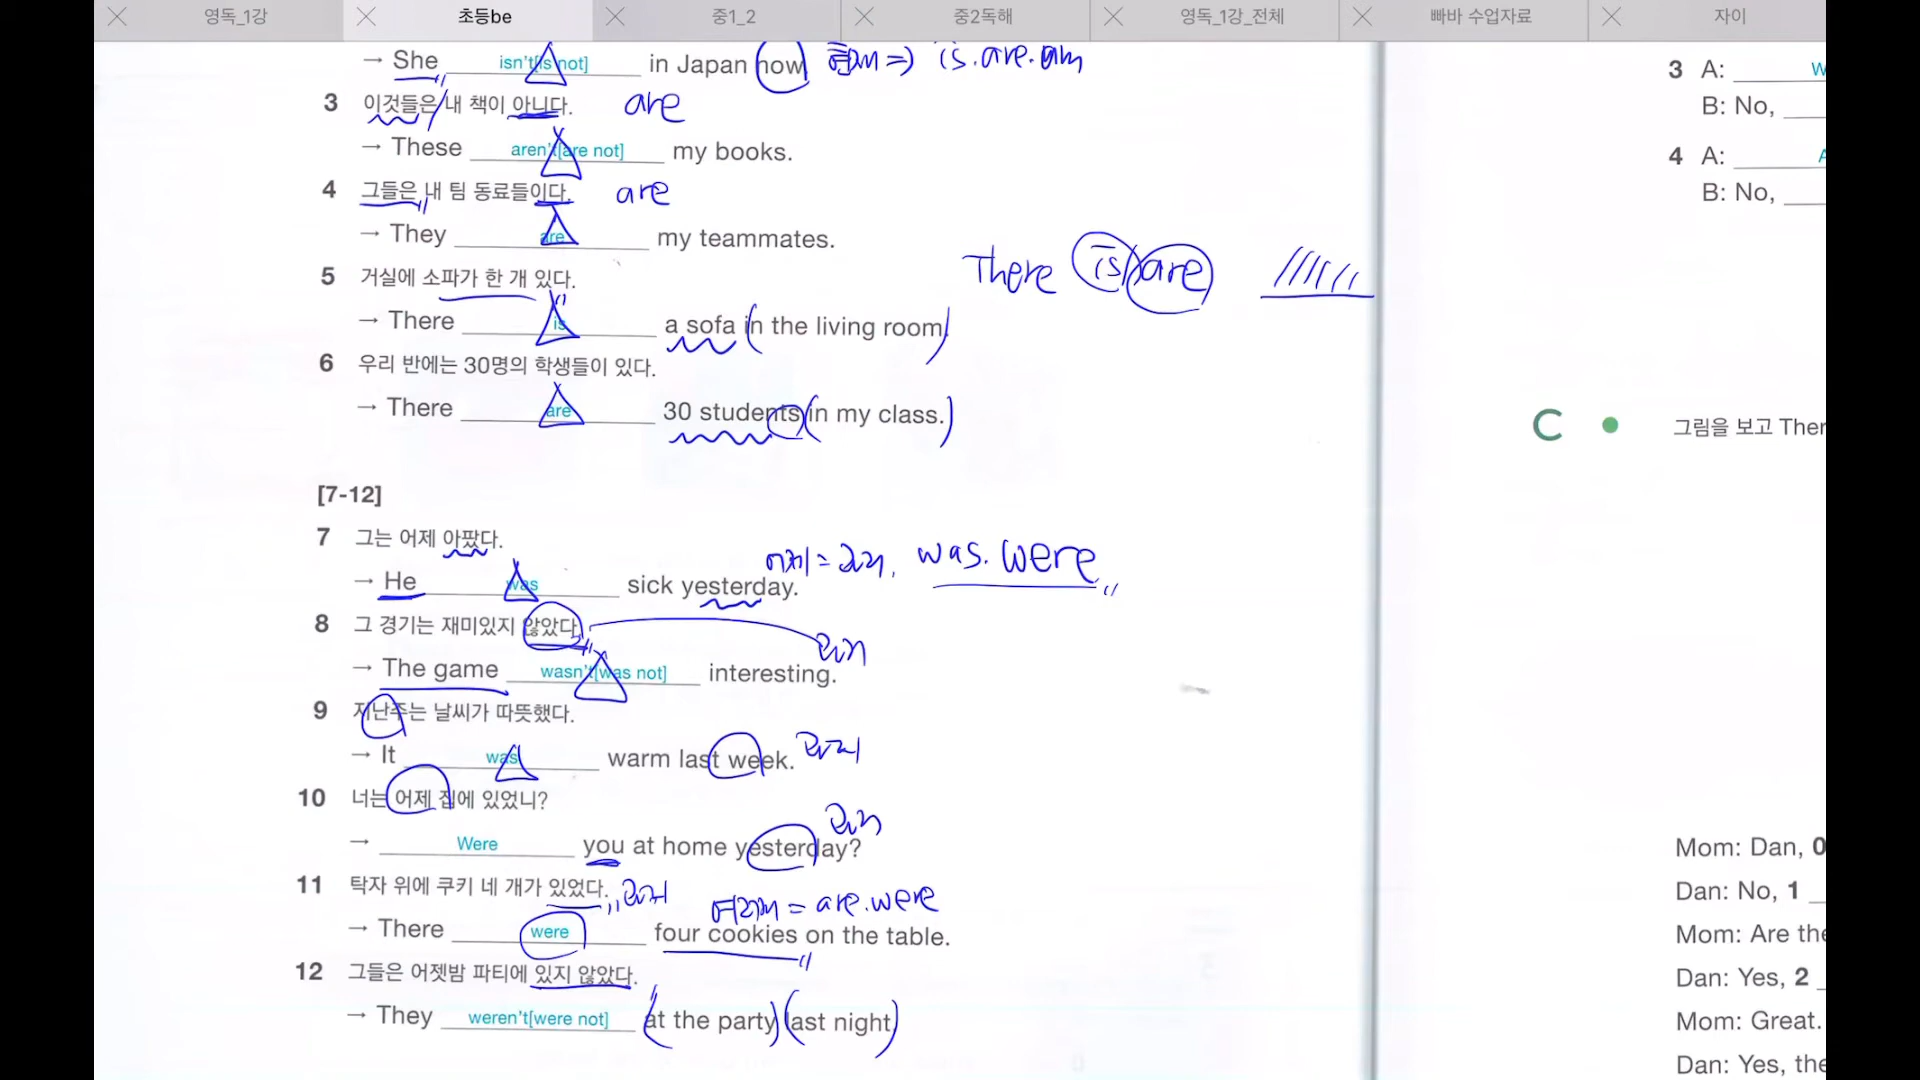 영독_1강 초등be 중1_2 중2독해 영독_1강_전체 빠바 수업자료 자이
→ She isn't[is not] in Japan now 현재 => is. are. am
3 이것들은 내 책이 아니다. are
→ These aren't[are not] my books.
4 그들은 내 팀 동료들이다. are
→ They are my teammates.
There is are
5 거실에 소파가 한 개 있다.
→ There is a sofa in the living room.
6 우리 반에는 30명의 학생들이 있다.
→ There are 30 students in my class.
[7-12]
7 그는 어제 아팠다.
어제 = 과거, was. were
→ He was sick yesterday.
8 그 경기는 재미있지 않았다. 과거
→ The game wasn't[was not] interesting.
9 지난주는 날씨가 따뜻했다.
→ It was warm last week. 과거
10 너는 어제 집에 있었니?
과거
→ Were you at home yesterday?
11 탁자 위에 쿠키 네 개가 있었다. 과거
= are. were
→ There were four cookies on the table.
12 그들은 어젯밤 파티에 있지 않았다.
→ They weren't[were not] at the party last night
3 A:
B: No,
4 A:
B: No,
C 그림을 보고 Ther
Mom: Dan, 0
Dan: No, 1
Mom: Are the
Dan: Yes, 2
Mom: Great.
Dan: Yes, the